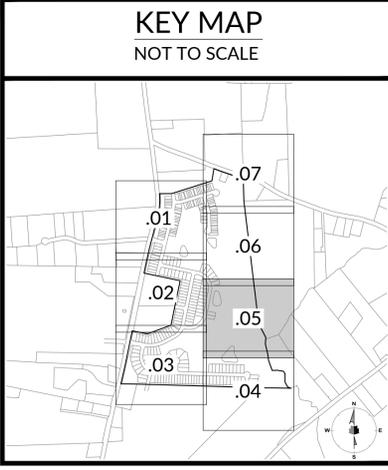 KEY MAP
NOT TO SCALE
.07
.01
.06
.02
.05
.03
.04
N
W E
S